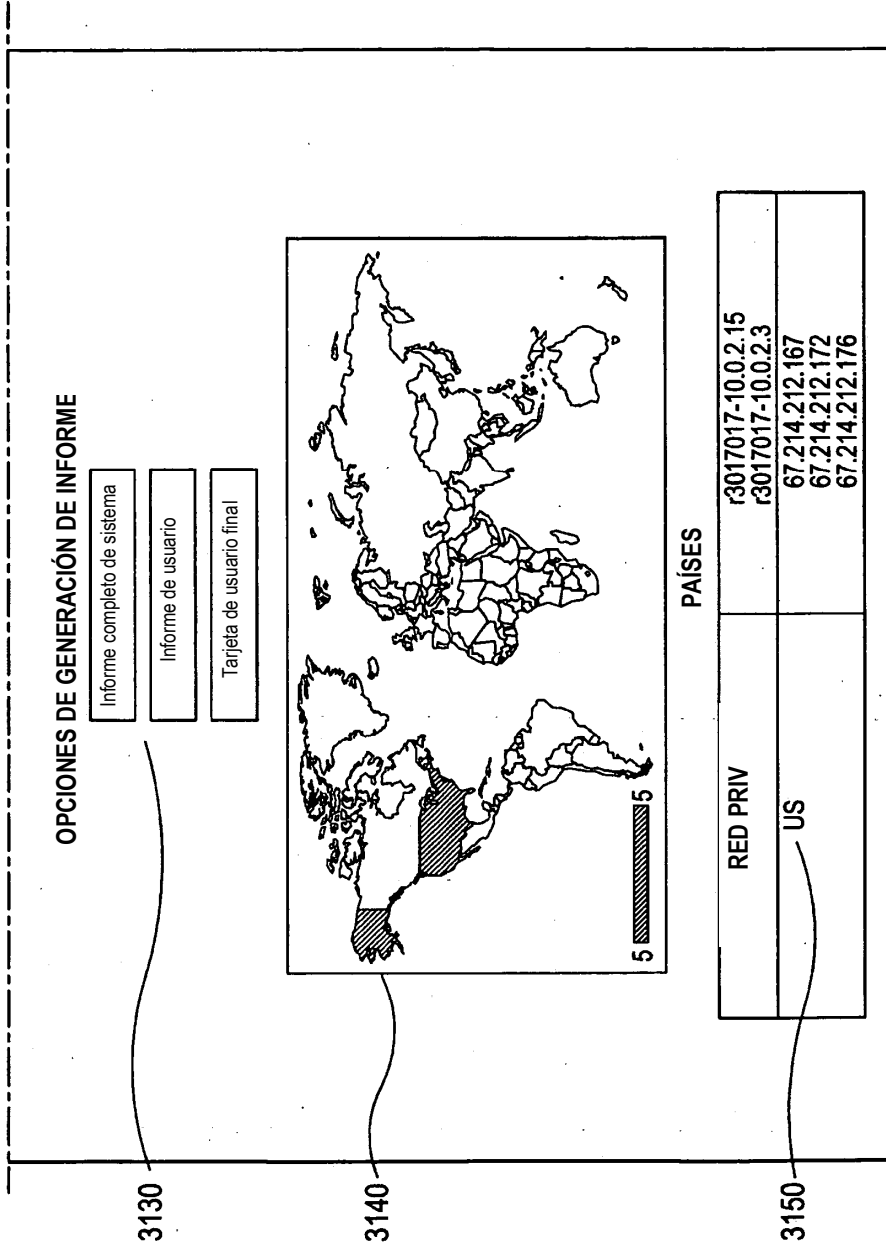 OPCIONES DE GENERACIÓN DE INFORME
3130
Informe completo de sistema
Informe de usuario
Tarjeta de usuario final
3140
5 5
PAÍSES
RED PRIV
r3017017-10.0.2.15
r3017017-10.0.2.3
3150
US
67.214.212.167
67.214.212.172
67.214.212.176